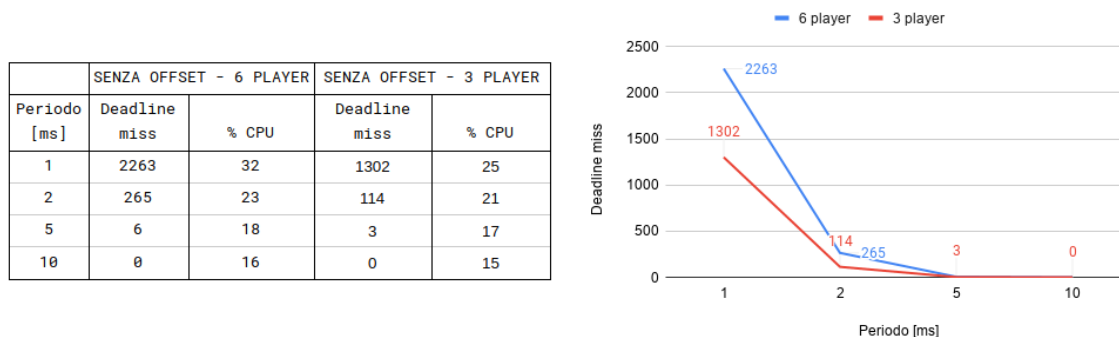 SENZA OFFSET - 6 PLAYER SENZA OFFSET - 3 PLAYER
Periodo [ms] Deadline miss % CPU Deadline miss % CPU
1 2263 32 1302 25
2 265 23 114 21
5 6 18 3 17
10 0 16 0 15
6 player 3 player
Deadline miss
2500
2000
1500
1000
500
0
2263
1302
114
265
3
0
1 2 5 10
Periodo [ms]